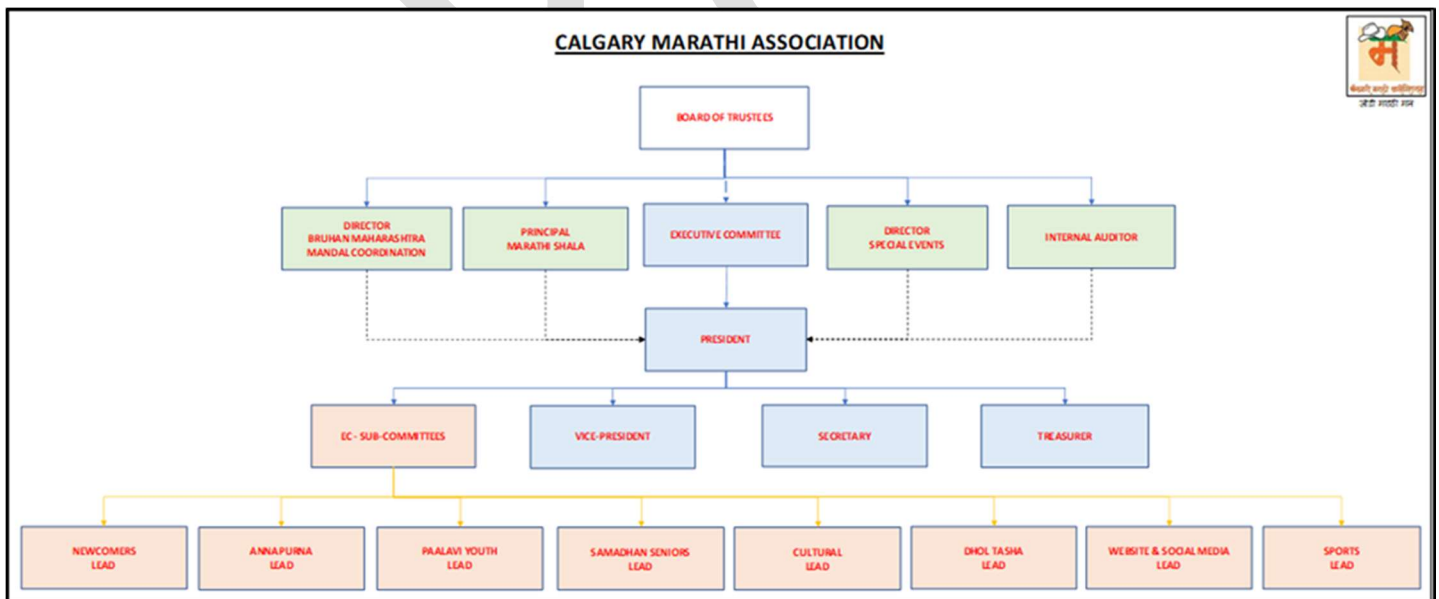 CALGARY MARATHI ASSOCIATION
BOARD OF TRUSTEES
DIRECTOR
BRUHAN MAHARASHTRA
MANDAL COORDINATION
PRINCIPAL
MARATHI SHALA
EXECUTIVE COMMITTEE
DIRECTOR
SPECIAL EVENTS
INTERNAL AUDITOR
PRESIDENT
EC - SUB-COMMITTEES
VICE-PRESIDENT
SECRETARY
TREASURER
NEWCOMERS
LEAD
ANNAPURNA
LEAD
PAALAVI YOUTH
LEAD
SAMADHAN SENIORS
LEAD
CULTURAL
LEAD
DHOL TASHA
LEAD
WEBSITE & SOCIAL MEDIA
LEAD
SPORTS
LEAD